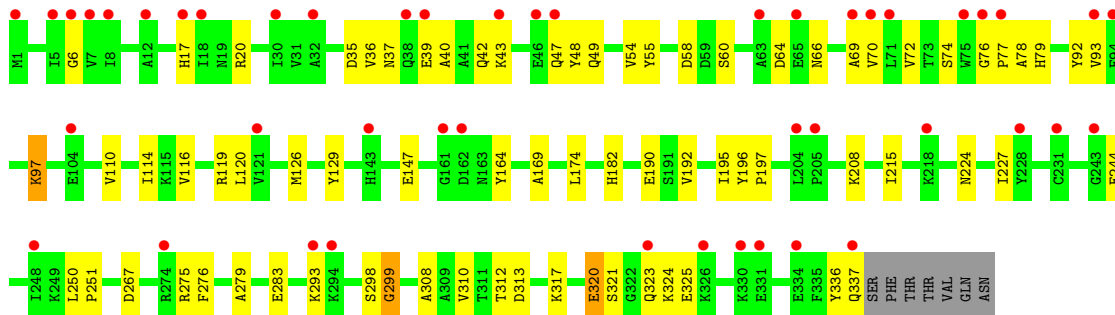 M1 I5 G6 V7 I8 A12 H17 I18 N19 R20 I30 V31 A32 D35 V36 N37 Q38 E39 A40 A41 Q42 K43 E46 Q47 Y48 Q49 V54 Y55 D58 D59 S60 A63 D64 E65 N66 A69 V70 L71 V72 T73 S74 W75 G76 P77 A78 H79 Y92 V93
K97 E104 V110 I114 K115 V116 R119 L120 V121 M126 Y129 H143 E147 G161 D162 N163 Y164 A169 L174 H182 E190 S191 V192 I195 Y196 P197 L204 P205 K208 I215 K218 N224 I227 Y228 C231 G243
I248 K249 L250 P251 D267 R274 R275 F276 A279 E283 K293 K294 S298 G299 A308 A309 V310 T311 T312 D313 K317 E320 S321 G322 Q323 K324 E325 K326 K330 E331 E334 F335 Y336 Q337 SER PHE THR THR VAL GLN ASN